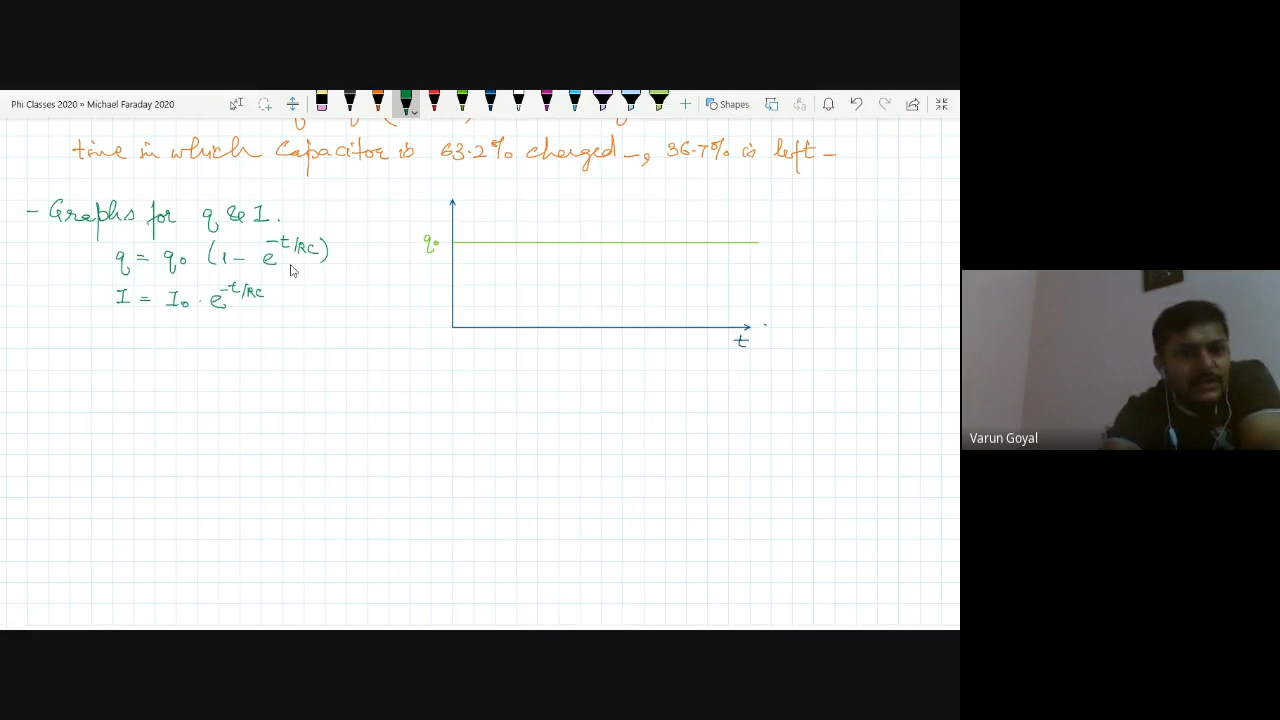 Phi Classes 2020 » Michael Faraday 2020
Shapes
time in which Capacitor is 63.2% charged -, 36.7% is left -
- Graphs for q & I.
q = q₀ (1 - e^-t/RC)
I = I₀ . e^-t/RC
q₀
t
Varun Goyal